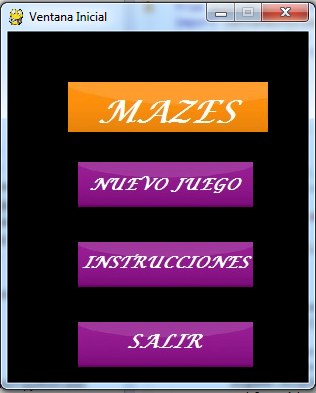 Ventana Inicial
MAZES
NUEVO JUEGO
INSTRUCCIONES
SALIR